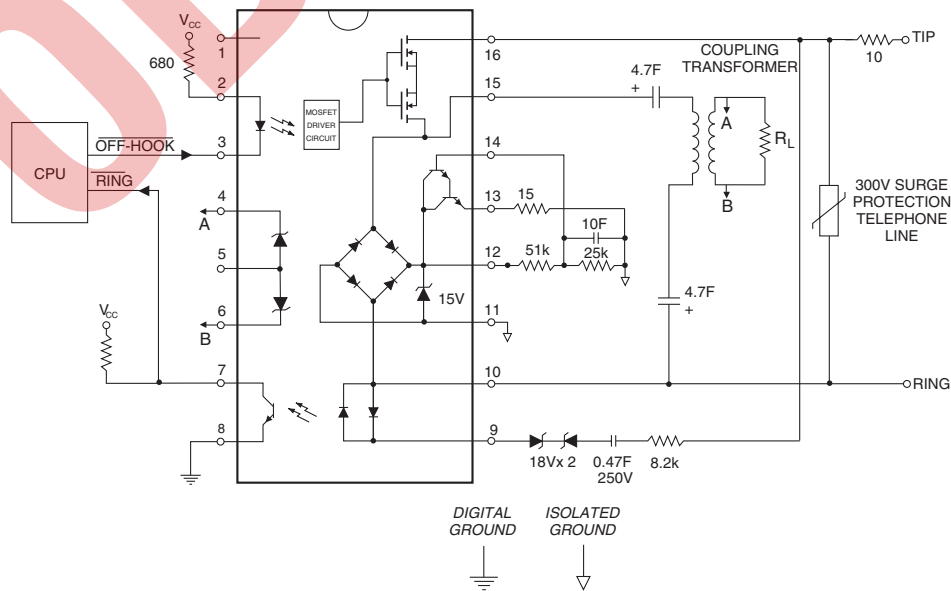 VCC
680
1
2
3
4
5
6
7
8
16
15
14
13
12
11
10
9
CPU
OFF-HOOK
RING
A
B
VCC
MOSFET
DRIVER
CIRCUIT
15V
15
10F
51k
25k
4.7F
+
COUPLING
TRANSFORMER
A
B
RL
4.7F
+
TIP
10
300V SURGE
PROTECTION
TELEPHONE
LINE
RING
18Vx 2
0.47F
250V
8.2k
DIGITAL
GROUND
ISOLATED
GROUND